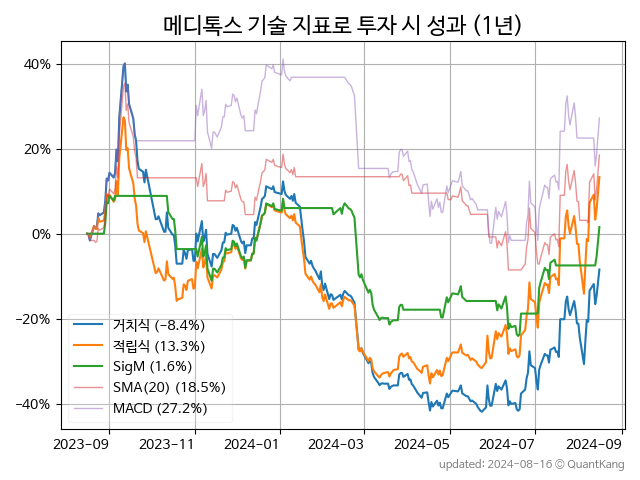 메디톡스 기술 지표로 투자 시 성과 (1년)
40%
20%
0%
−20%
−40%
거치식 (−8.4%)
적립식 (13.3%)
SigM (1.6%)
SMA(20) (18.5%)
MACD (27.2%)
2023-09 2023-11 2024-01 2024-03 2024-05 2024-07 2024-09
updated: 2024-08-16 © QuantKang